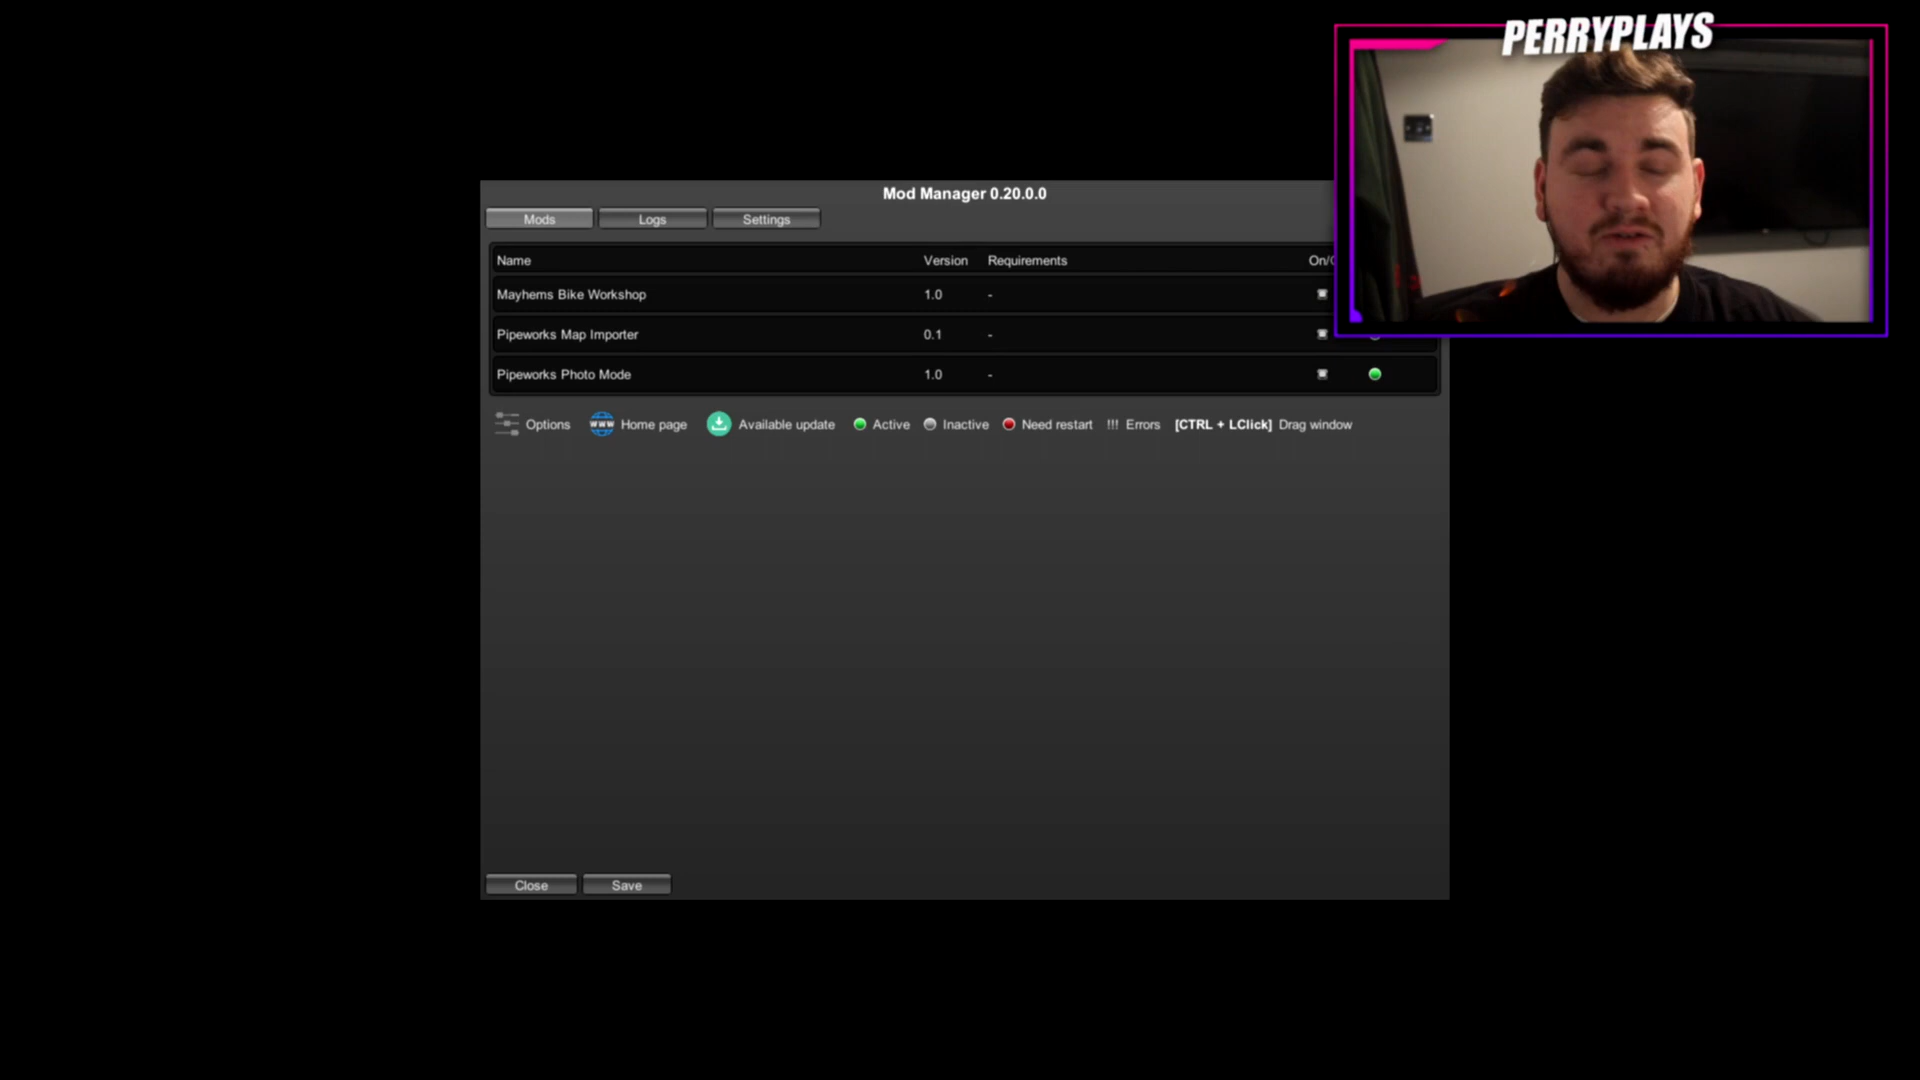 PERRYPLAYS
Mod Manager 0.20.0.0
Mods Logs Settings
Name Version Requirements
Mayhems Bike Workshop 1.0 -
Pipeworks Map Importer 0.1 -
Pipeworks Photo Mode 1.0 -
Options www Home page Available update Active Inactive Need restart !!! Errors [CTRL + LClick] Drag window
Close Save